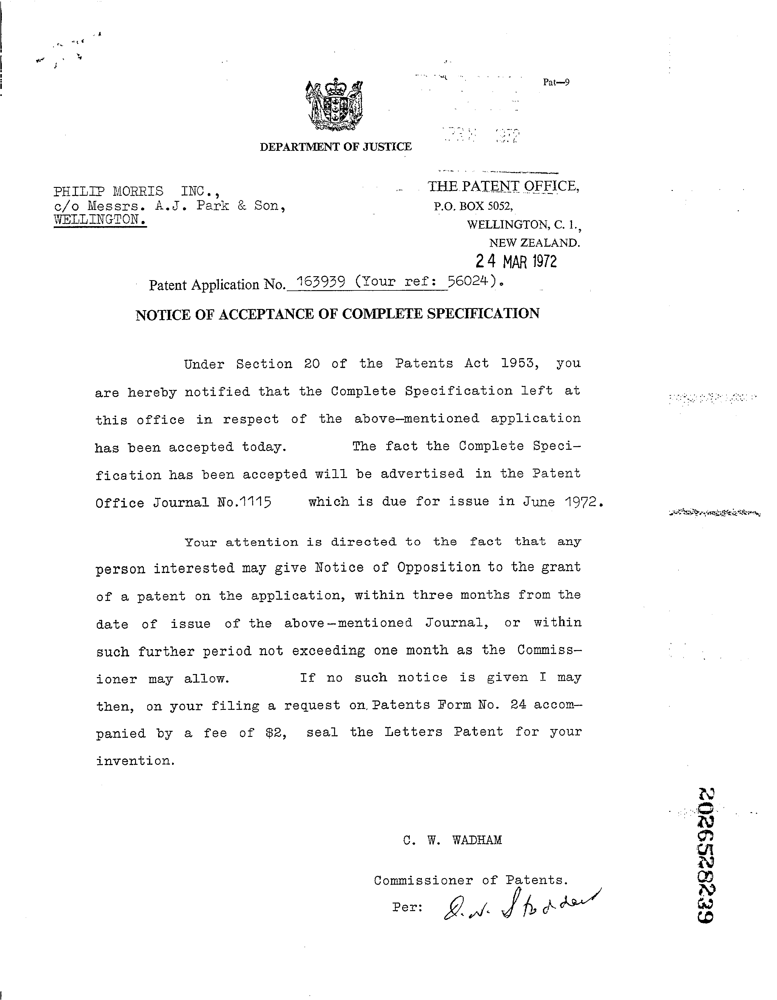 Pat—9
DEPARTMENT OF JUSTICE
PHILIP MORRIS INC.,
c/o Messrs. A.J. Park & Son,
WELLINGTON.
THE PATENT OFFICE,
P.O. BOX 5052,
WELLINGTON, C. 1.,
NEW ZEALAND.
24 MAR 1972
Patent Application No. 163939 (Your ref: 56024).
NOTICE OF ACCEPTANCE OF COMPLETE SPECIFICATION
Under Section 20 of the Patents Act 1953, you
are hereby notified that the Complete Specification left at
this office in respect of the above-mentioned application
has been accepted today. The fact the Complete Speci-
fication has been accepted will be advertised in the Patent
Office Journal No.1115 which is due for issue in June 1972.
Your attention is directed to the fact that any
person interested may give Notice of Opposition to the grant
of a patent on the application, within three months from the
date of issue of the above-mentioned Journal, or within
such further period not exceeding one month as the Commiss-
ioner may allow. If no such notice is given I may
then, on your filing a request on Patents Form No. 24 accom-
panied by a fee of $2, seal the Letters Patent for your
invention.
C. W. WADHAM
Commissioner of Patents.
Per:
2026528239